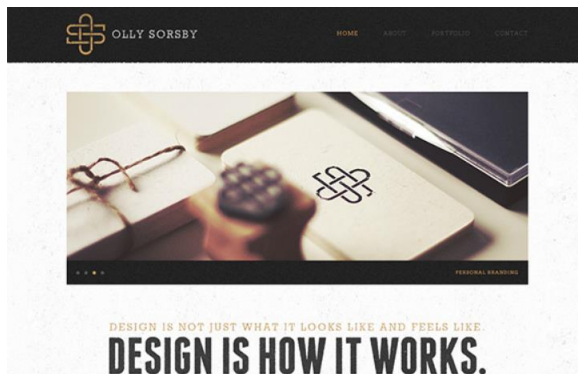 OLLY SORSBY
HOME ABOUT PORTFOLIO CONTACT
PERSONAL BRANDING
DESIGN IS NOT JUST WHAT IT LOOKS LIKE AND FEELS LIKE.
DESIGN IS HOW IT WORKS.